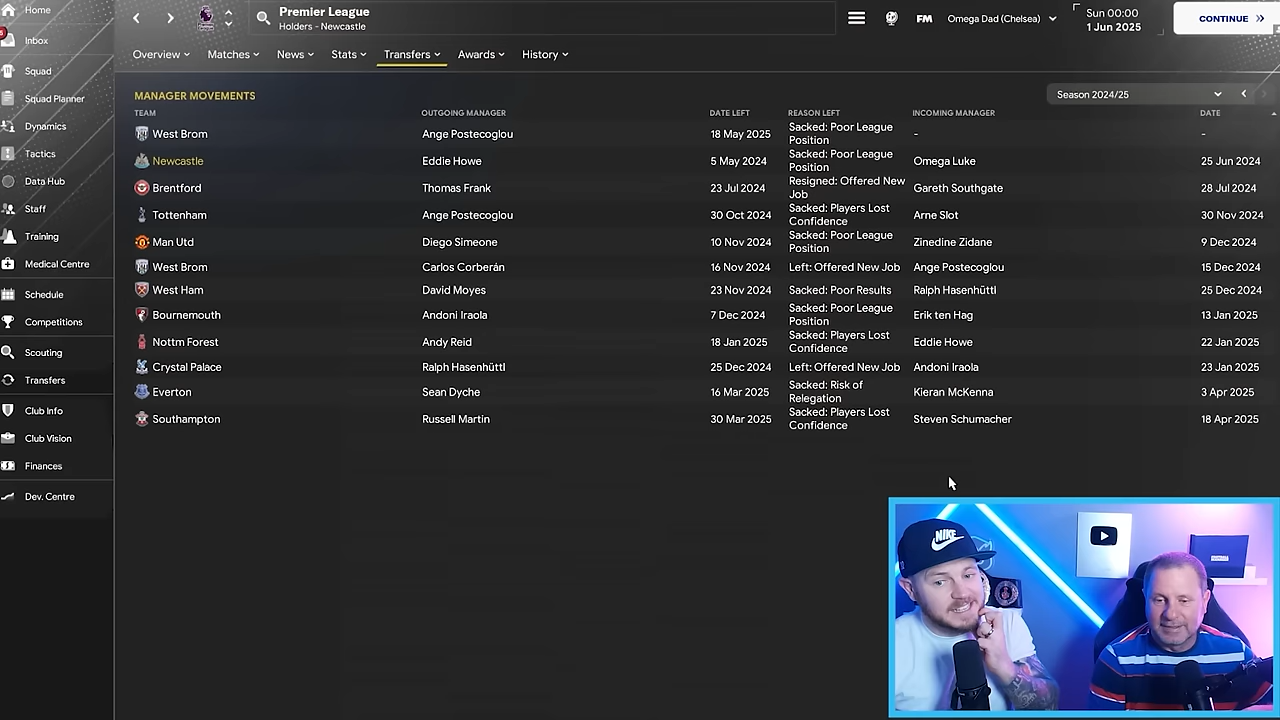 Home
Inbox
Squad
Squad Planner
Dynamics
Tactics
Data Hub
Staff
Training
Medical Centre
Schedule
Competitions
Scouting
Transfers
Club Info
Club Vision
Finances
Dev. Centre
Premier League
Holders - Newcastle
FM
Omega Dad (Chelsea)
Sun 00:00
1 Jun 2025
CONTINUE
Overview Matches News Stats Transfers Awards History
MANAGER MOVEMENTS
Season 2024/25
TEAM OUTGOING MANAGER DATE LEFT REASON LEFT INCOMING MANAGER DATE
West Brom Ange Postecoglou 18 May 2025 Sacked: Poor League Position - -
Newcastle Eddie Howe 5 May 2024 Sacked: Poor League Position Omega Luke 25 Jun 2024
Brentford Thomas Frank 23 Jul 2024 Resigned: Offered New Job Gareth Southgate 28 Jul 2024
Tottenham Ange Postecoglou 30 Oct 2024 Sacked: Players Lost Confidence Arne Slot 30 Nov 2024
Man Utd Diego Simeone 10 Nov 2024 Sacked: Poor League Position Zinedine Zidane 9 Dec 2024
West Brom Carlos Corberán 16 Nov 2024 Left: Offered New Job Ange Postecoglou 15 Dec 2024
West Ham David Moyes 23 Nov 2024 Sacked: Poor Results Ralph Hasenhüttl 25 Dec 2024
Bournemouth Andoni Iraola 7 Dec 2024 Sacked: Poor League Position Erik ten Hag 13 Jan 2025
Nottm Forest Andy Reid 18 Jan 2025 Sacked: Players Lost Confidence Eddie Howe 22 Jan 2025
Crystal Palace Ralph Hasenhüttl 25 Dec 2024 Left: Offered New Job Andoni Iraola 23 Jan 2025
Everton Sean Dyche 16 Mar 2025 Sacked: Risk of Relegation Kieran McKenna 3 Apr 2025
Southampton Russell Martin 30 Mar 2025 Sacked: Players Lost Confidence Steven Schumacher 18 Apr 2025
NIKE